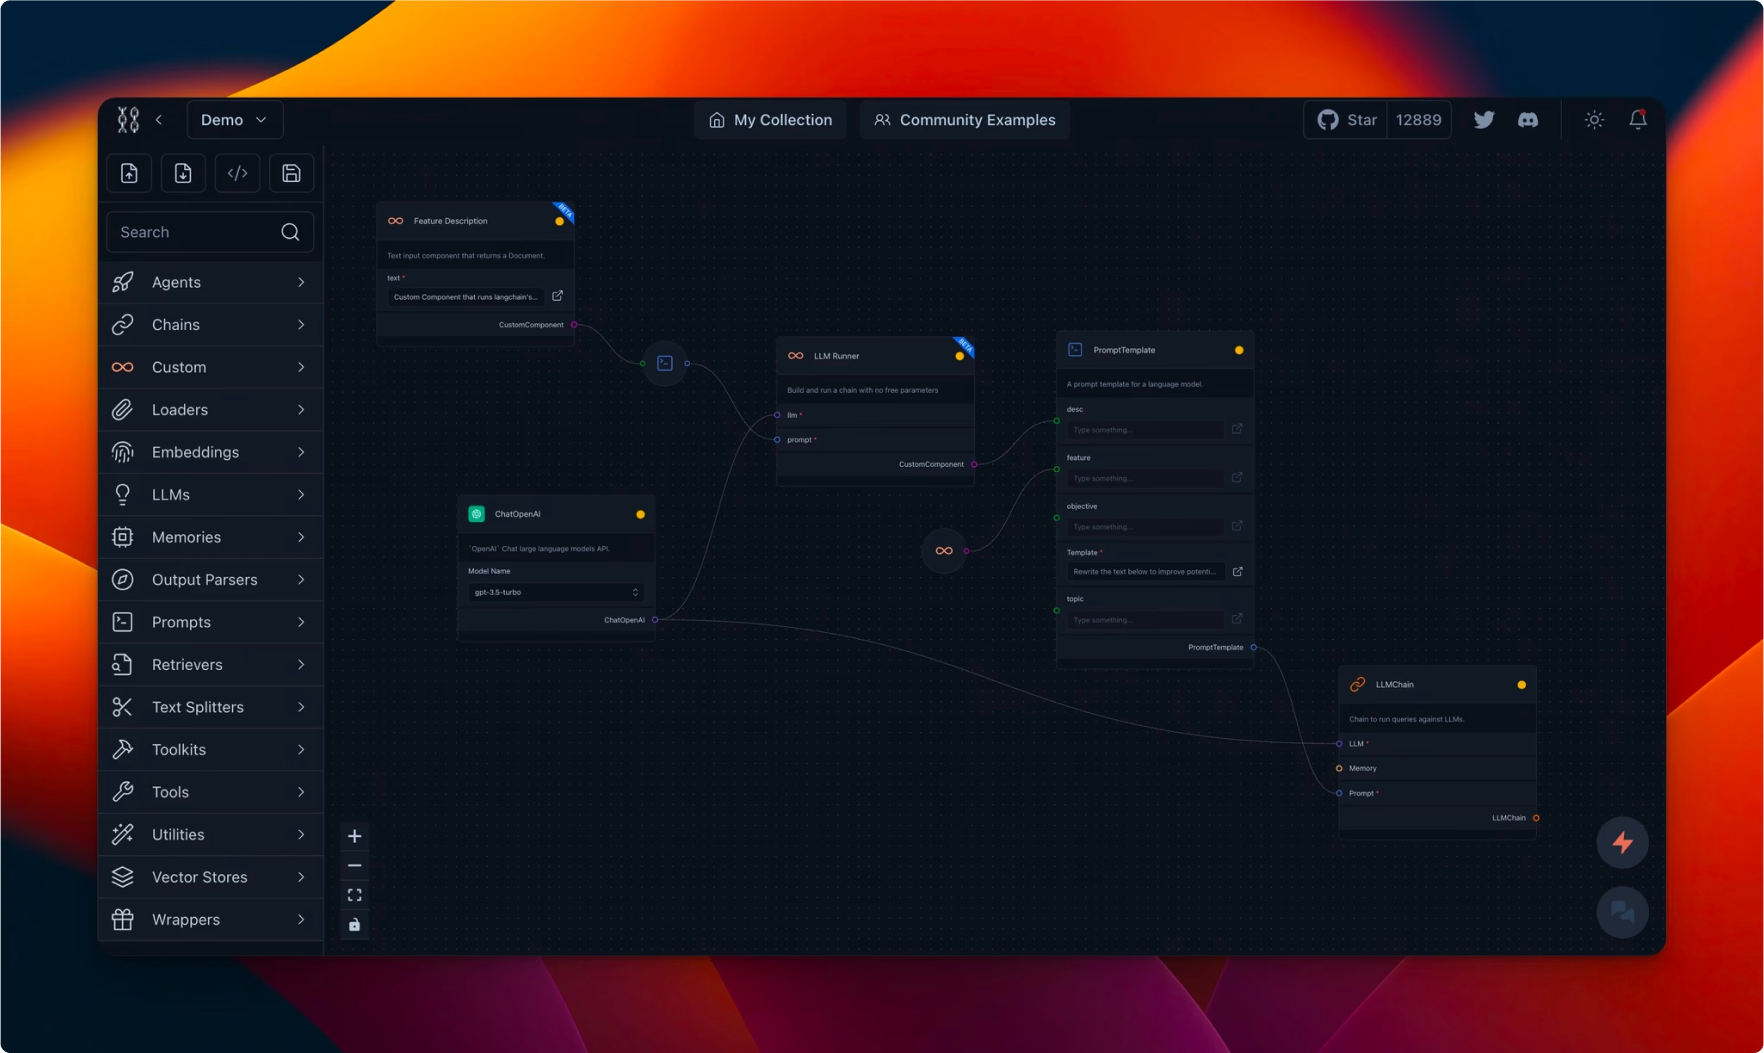 Demo
My Collection
Community Examples
Star
12889
Search
Agents
Chains
Custom
Loaders
Embeddings
LLMs
Memories
Output Parsers
Prompts
Retrievers
Text Splitters
Toolkits
Tools
Utilities
Vector Stores
Wrappers
Feature Description
BETA
Text input component that returns a Document.
text *
Custom Component that runs langchain's...
CustomComponent
LLM Runner
BETA
Build and run a chain with no free parameters
llm *
prompt *
CustomComponent
ChatOpenAI
`OpenAI` Chat large language models API.
Model Name
gpt-3.5-turbo
ChatOpenAI
PromptTemplate
A prompt template for a language model.
desc
Type something...
feature
Type something...
objective
Type something...
Template *
Rewrite the text below to improve potenti...
topic
Type something...
PromptTemplate
LLMChain
Chain to run queries against LLMs.
LLM *
Memory
Prompt *
LLMChain